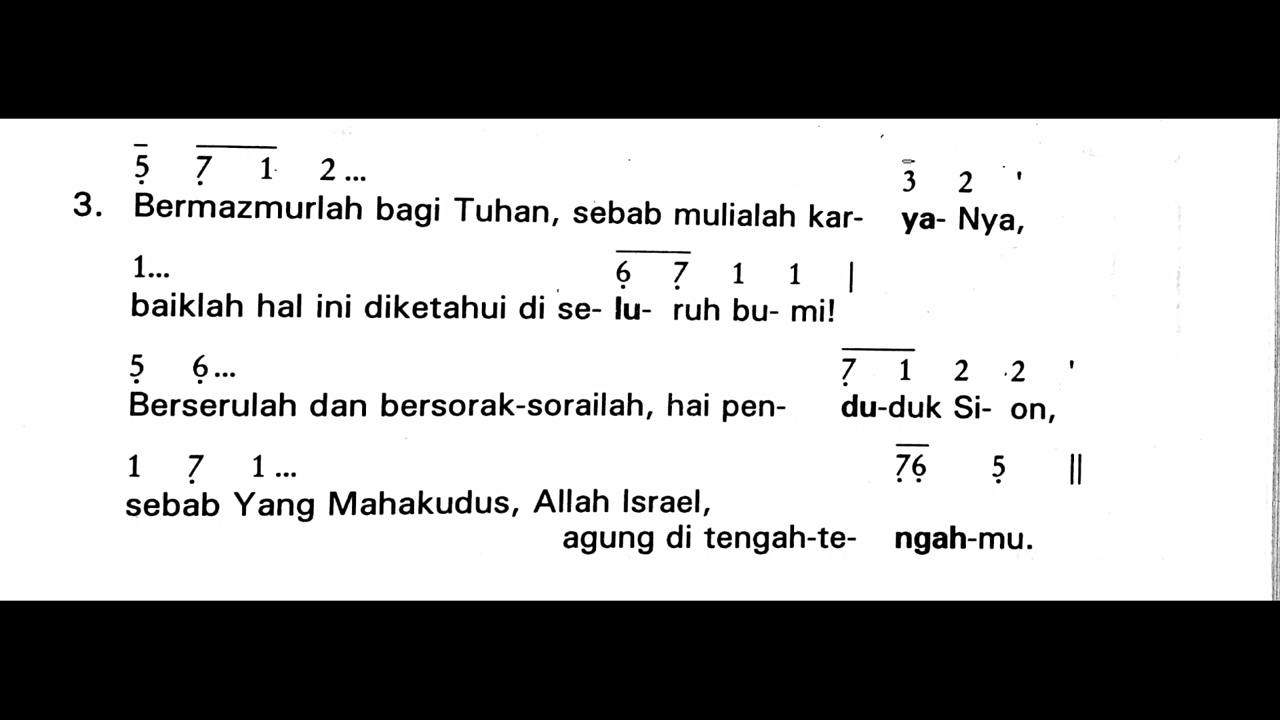 5̣ 7̣ 1 2... 3 2 '
3. Bermazmurlah bagi Tuhan, sebab mulialah kar- ya- Nya,
1... 6̣ 7̣ 1 1 |
baiklah hal ini diketahui di se- lu- ruh bu- mi!
5̣ 6̣... 7̣ 1 2 2 '
Berserulah dan bersorak-sorailah, hai pen- du-duk Si- on,
1 7̣ 1... 7̣6̣ 5̣ ||
sebab Yang Mahakudus, Allah Israel,
agung di tengah-te- ngah-mu.